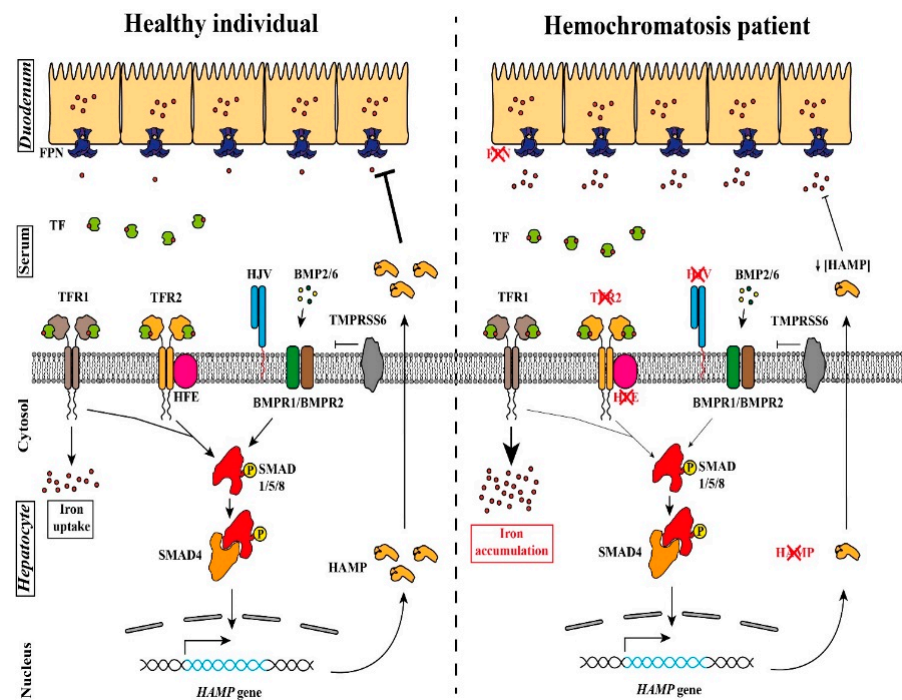 Healthy individual
Duodenum
FPN
Serum
TF
HJV
BMP2/6
TFR1
TFR2
TMPRSS6
HFE
BMPR1/BMPR2
Cytosol
P
SMAD
1/5/8
Iron
uptake
P
SMAD4
HAMP
Hepatocyte
Nucleus
HAMP gene
Hemochromatosis patient
FPN
TF
↓ [HAMP]
HJV
BMP2/6
TFR1
TFR2
TMPRSS6
HFE
BMPR1/BMPR2
P
SMAD
1/5/8
Iron
accumulation
P
SMAD4
HAMP
HAMP gene